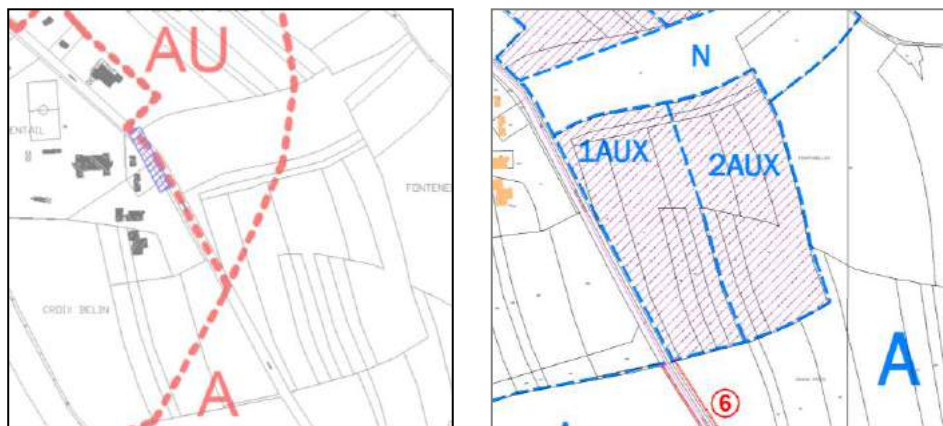 AU
ENTAIL
FONTENE
CROIX BELIN
A
N
1AUX
2AUX
A
6